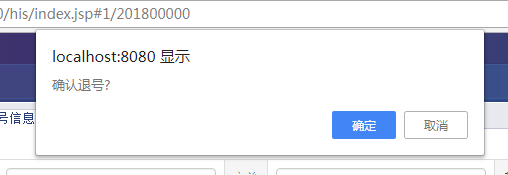 0/his/index.jsp#1/201800000
localhost:8080 显示
确认退号?
号信息
确定
取消